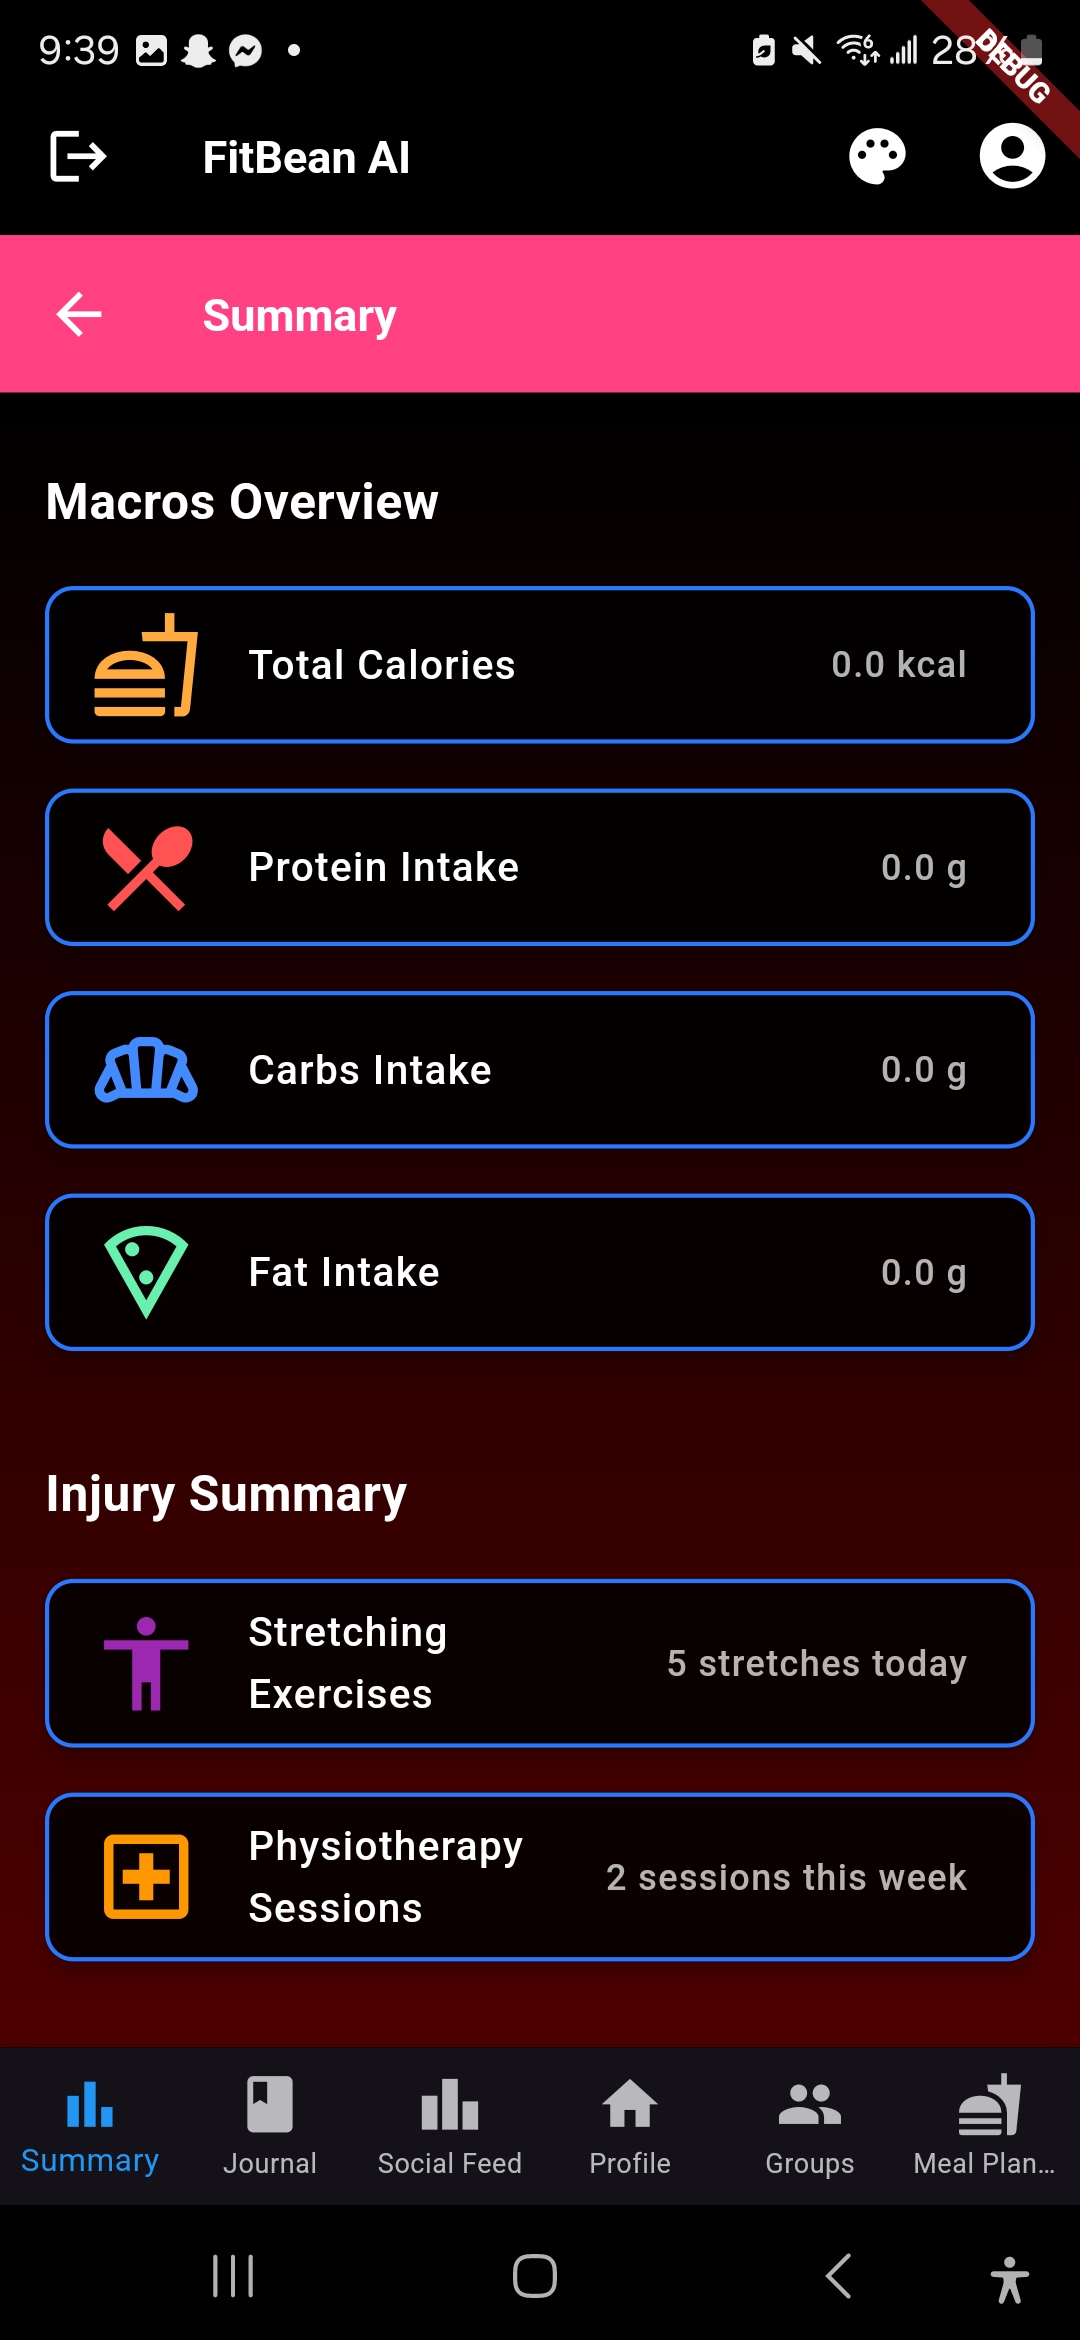 9:39
28%
DEBUG
FitBean AI
Summary
Macros Overview
Total Calories
0.0 kcal
Protein Intake
0.0 g
Carbs Intake
0.0 g
Fat Intake
0.0 g
Injury Summary
Stretching
Exercises
5 stretches today
Physiotherapy
Sessions
2 sessions this week
Summary
Journal
Social Feed
Profile
Groups
Meal Plan…